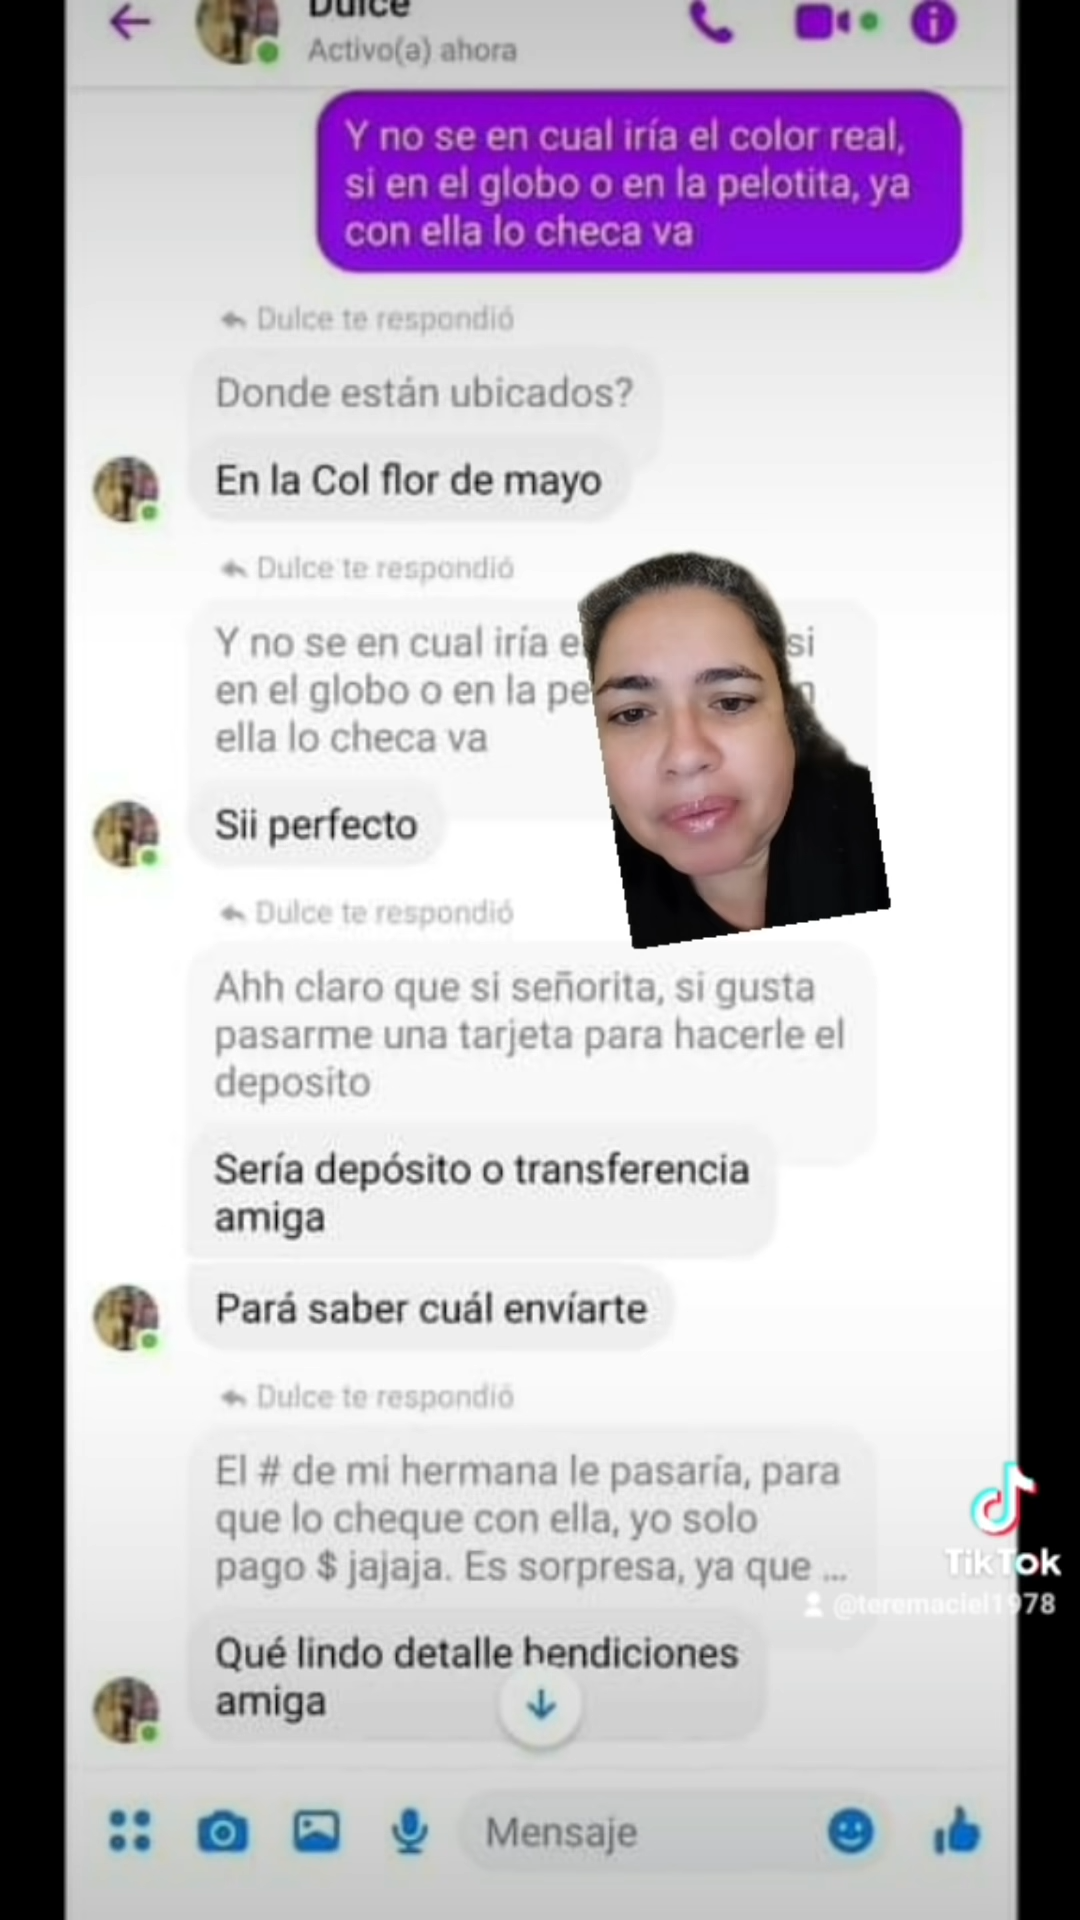 Dulce
Activo(a) ahora
Y no se en cual iría el color real,
si en el globo o en la pelotita, ya
con ella lo checa va
Dulce te respondió
Donde están ubicados?
En la Col flor de mayo
Dulce te respondió
Y no se en cual iría e si
en el globo o en la pe
ella lo checa va
Sii perfecto
Dulce te respondió
Ahh claro que si señorita, si gusta
pasarme una tarjeta para hacerle el
deposito
Sería depósito o transferencia
amiga
Pará saber cuál envíarte
Dulce te respondió
El # de mi hermana le pasaría, para
que lo cheque con ella, yo solo
pago $ jajaja. Es sorpresa, ya que ...
Qué lindo detalle bendiciones
amiga
TikTok
@teremaciel1978
Mensaje